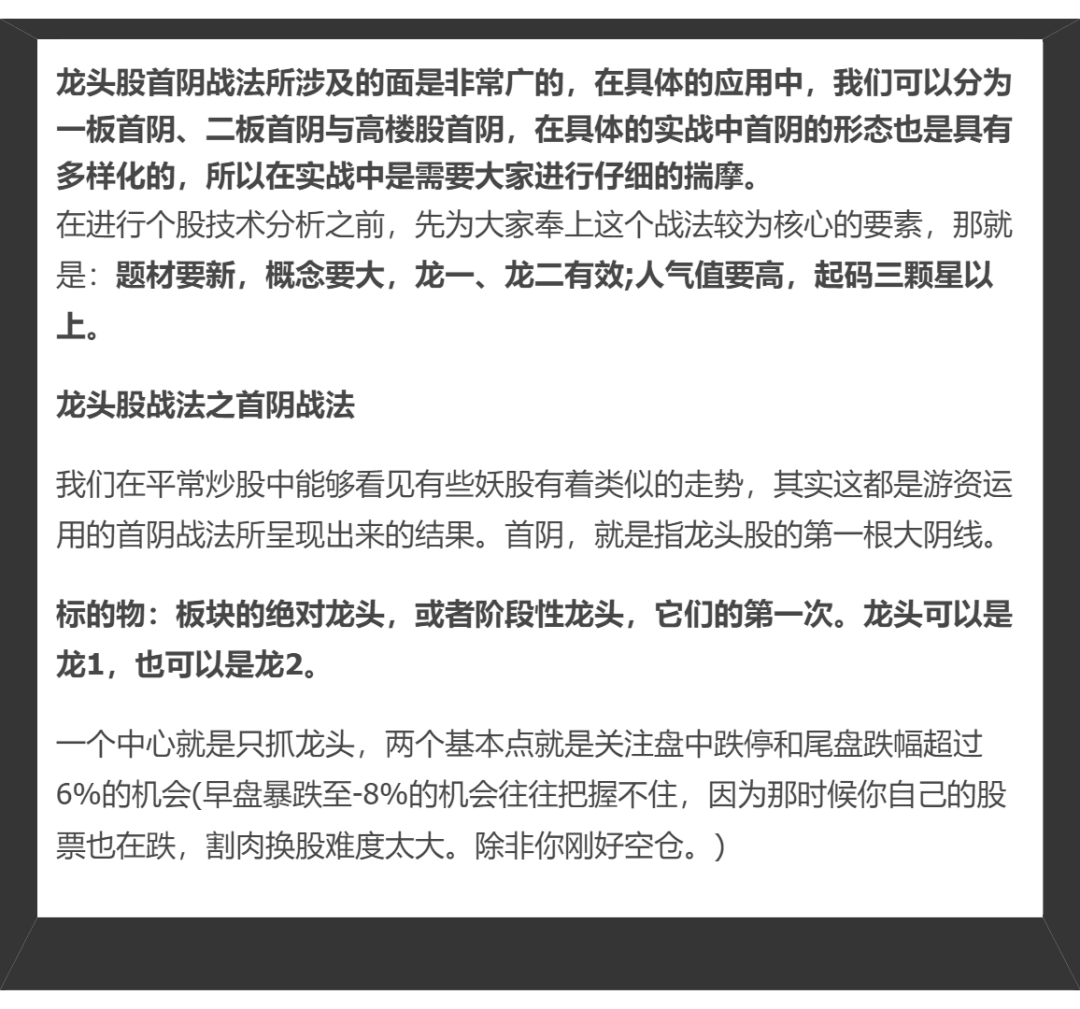 龙头股首阴战法所涉及的面是非常广的，在具体的应用中，我们可以分为
一板首阴、二板首阴与高楼股首阴，在具体的实战中首阴的形态也是具有
多样化的，所以在实战中是需要大家进行仔细的揣摩。
在进行个股技术分析之前，先为大家奉上这个战法较为核心的要素，那就
是：题材要新，概念要大，龙一、龙二有效;人气值要高，起码三颗星以
上。
龙头股战法之首阴战法
我们在平常炒股中能够看见有些妖股有着类似的走势，其实这都是游资运
用的首阴战法所呈现出来的结果。首阴，就是指龙头股的第一根大阴线。
标的物：板块的绝对龙头，或者阶段性龙头，它们的第一次。龙头可以是
龙1，也可以是龙2。
一个中心就是只抓龙头，两个基本点就是关注盘中跌停和尾盘跌幅超过
6%的机会(早盘暴跌至-8%的机会往往把握不住，因为那时候你自己的股
票也在跌，割肉换股难度太大。除非你刚好空仓。)